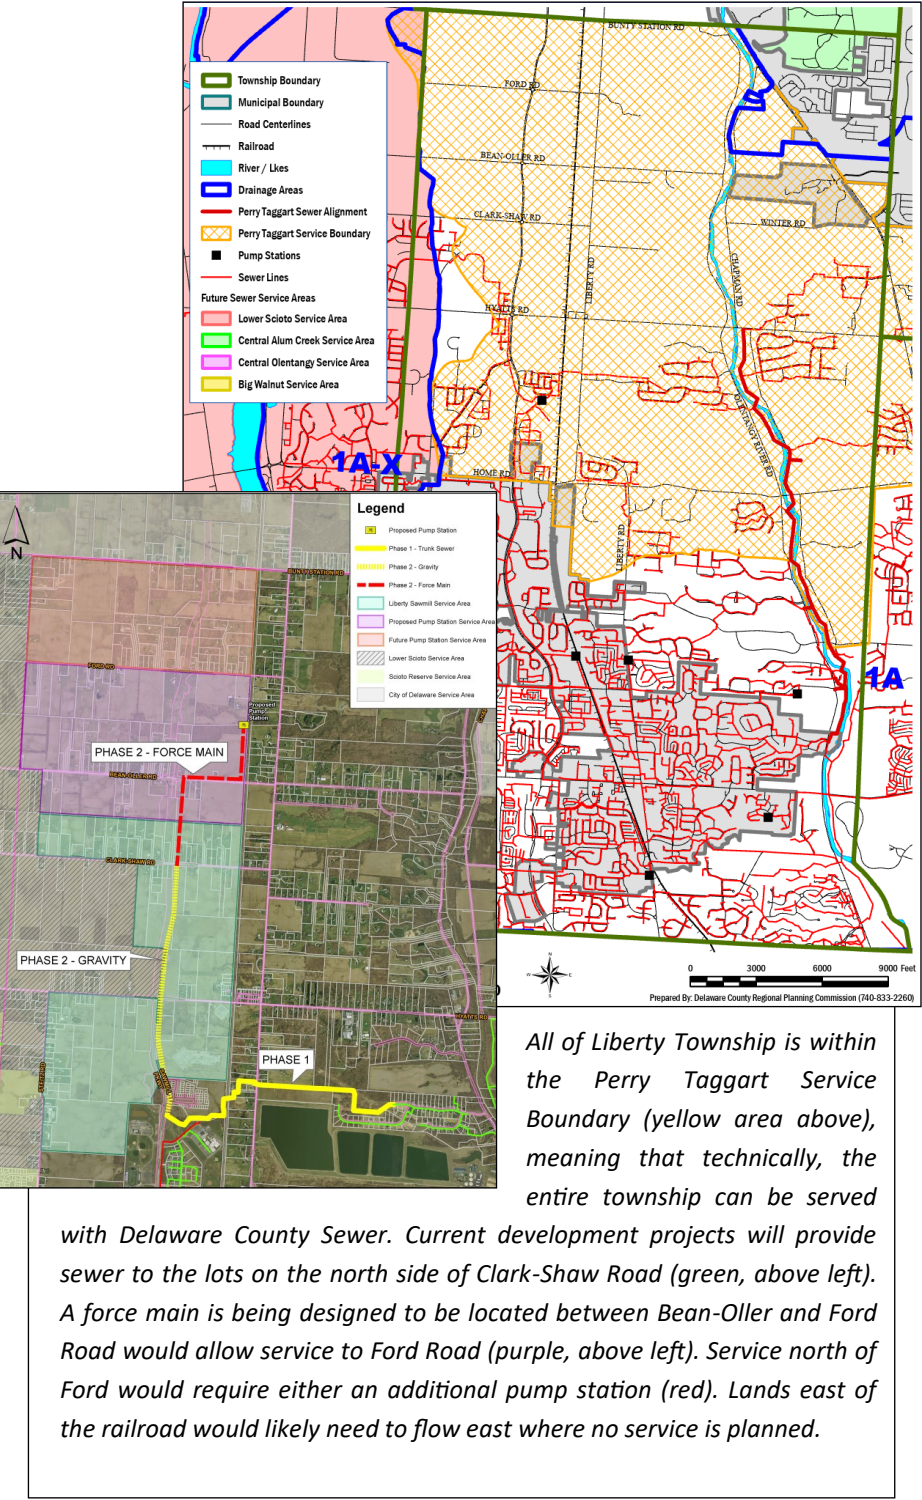 BUNTY STATION RD
Township Boundary
Municipal Boundary
Road Centerlines
Railroad
River / Lkes
Drainage Areas
Perry Taggart Sewer Alignment
Perry Taggart Service Boundary
Pump Stations
Sewer Lines
Future Sewer Service Areas
Lower Scioto Service Area
Central Alum Creek Service Area
Central Olentangy Service Area
Big Walnut Service Area
FORD RD
BEAN-OLLER RD
CLARK-SHAW RD
WINTER RD
LIBERTY RD
CHAPMAN RD
HYATTS RD
OLENTANGY RIVER RD
1A-X
HOME RD
LIBERTY RD
1A
0 3000 6000 9000 Feet
Prepared By: Delaware County Regional Planning Commission (740-833-2260)
N
E
S
W
N
Legend
Proposed Pump Station
Phase 1 - Trunk Sewer
Phase 2 - Gravity
Phase 2 - Force Main
Liberty Sawmill Service Area
Proposed Pump Station Service Area
Future Pump Station Service Area
Lower Scioto Service Area
Scioto Reserve Service Area
City of Delaware Service Area
BUNTY STATION RD
FORD RD
Proposed
Pump
Station
PHASE 2 - FORCE MAIN
BEAN-OLLER RD
CLARK-SHAW RD
PHASE 2 - GRAVITY
HYATTS RD
PHASE 1
All of Liberty Township is within
the Perry Taggart Service
Boundary (yellow area above),
meaning that technically, the
entire township can be served
with Delaware County Sewer. Current development projects will provide
sewer to the lots on the north side of Clark-Shaw Road (green, above left).
A force main is being designed to be located between Bean-Oller and Ford
Road would allow service to Ford Road (purple, above left). Service north of
Ford would require either an additional pump station (red). Lands east of
the railroad would likely need to flow east where no service is planned.